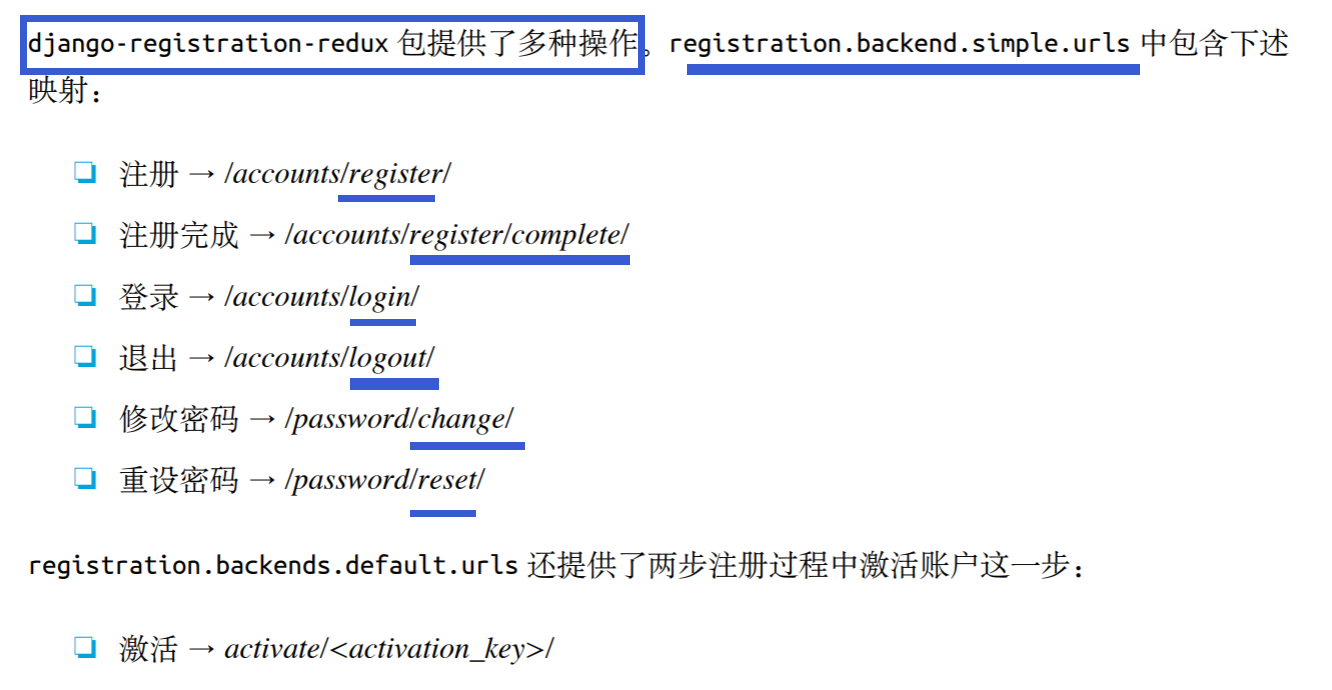 django-registration-redux 包提供了多种操作。registration.backend.simple.urls 中包含下述
映射：
注册 → /accounts/register/
注册完成 → /accounts/register/complete/
登录 → /accounts/login/
退出 → /accounts/logout/
修改密码 → /password/change/
重设密码 → /password/reset/
registration.backends.default.urls 还提供了两步注册过程中激活账户这一步：
激活 → activate/<activation_key>/